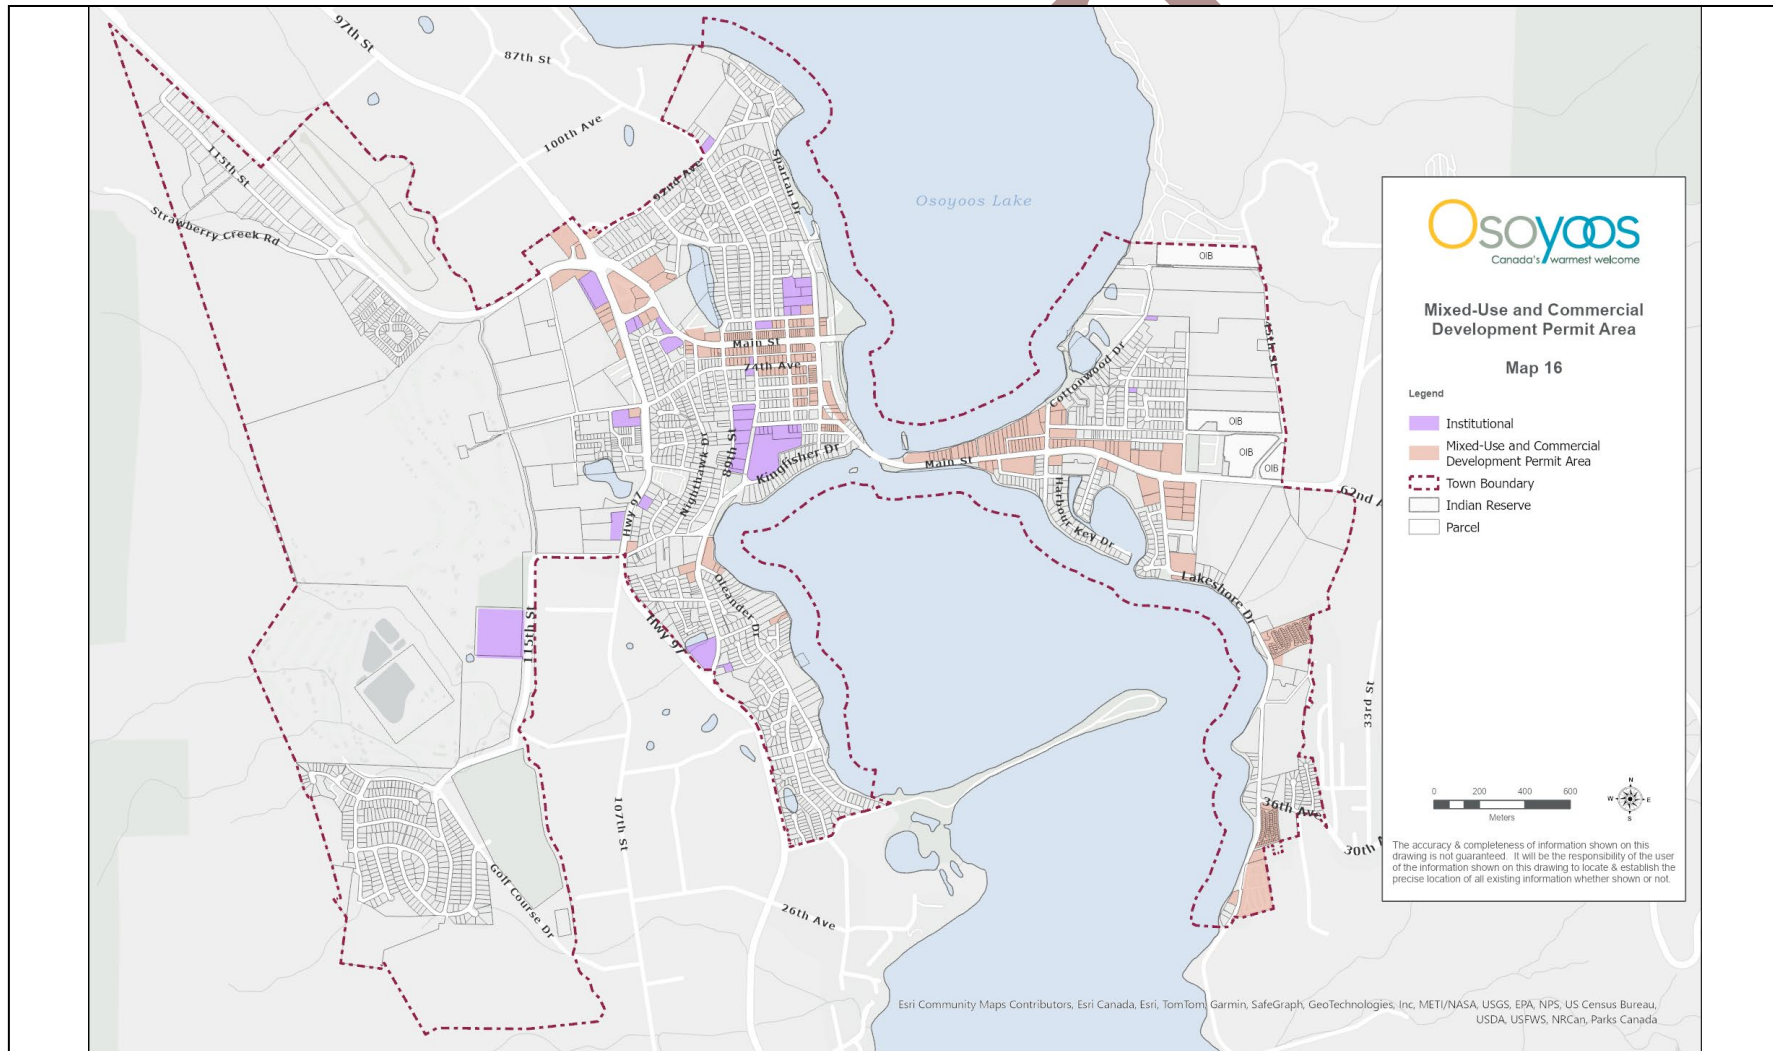 97th St
87th St
100th Ave
92nd Ave
Spartan Dr
115th St
Strawberry Creek Rd
Osoyoos Lake
OIB
45th St
Main St
74th Ave
Cottonwood Dr
OIB
OIB
OIB
89th St
Nighthawk Dr
Kingfisher Dr
Main St
Harbour Key Dr
62nd A
Hwy 97
Lakeshore Dr
Oleander Dr
Hwy 97
115th St
33rd St
107th St
36th Ave
30th A
Golf Course Dr
26th Ave
Osoyoos
Canada's warmest welcome
Mixed-Use and Commercial
Development Permit Area
Map 16
Legend
Institutional
Mixed-Use and Commercial
Development Permit Area
Town Boundary
Indian Reserve
Parcel
0 200 400 600
Meters
N
W E
S
The accuracy & completeness of information shown on this
drawing is not guaranteed. It will be the responsibility of the user
of the information shown on this drawing to locate & establish the
precise location of all existing information whether shown or not.
Esri Community Maps Contributors, Esri Canada, Esri, TomTom, Garmin, SafeGraph, GeoTechnologies, Inc, METI/NASA, USGS, EPA, NPS, US Census Bureau,
USDA, USFWS, NRCan, Parks Canada